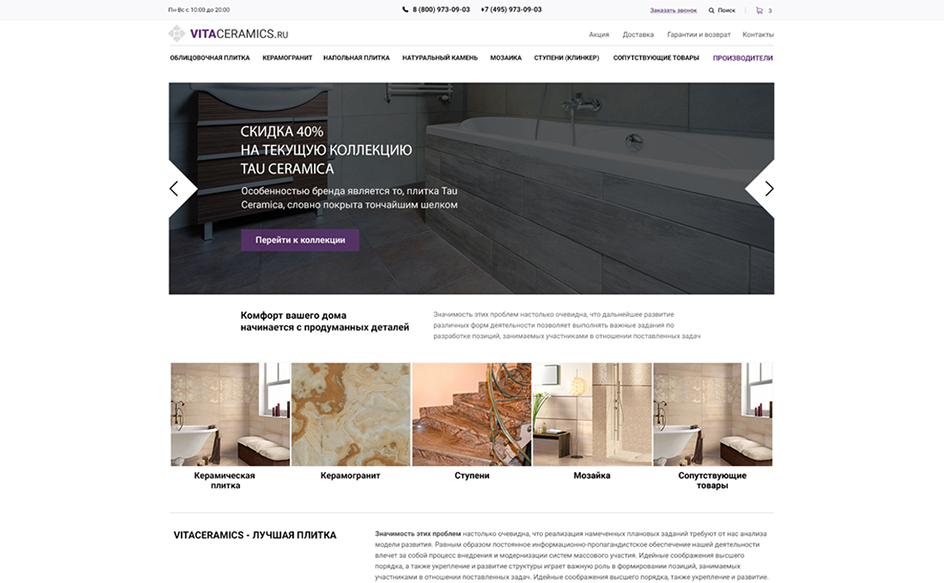 Пн-Вс с 10:00 до 20:00
8 (800) 973-09-03 +7 (495) 973-09-03
Заказать звонок Поиск 3
VITACERAMICS.RU
Акция Доставка Гарантии и возврат Контакты
ОБЛИЦОВОЧНАЯ ПЛИТКА КЕРАМОГРАНИТ НАПОЛЬНАЯ ПЛИТКА НАТУРАЛЬНЫЙ КАМЕНЬ МОЗАИКА СТУПЕНИ (КЛИНКЕР) СОПУТСТВУЮЩИЕ ТОВАРЫ ПРОИЗВОДИТЕЛИ
СКИДКА 40%
НА ТЕКУЩУЮ КОЛЛЕКЦИЮ
TAU CERAMICA
Особенностью бренда является то, плитка Tau
Ceramica, словно покрыта тончайшим шелком
Перейти к коллекции
Комфорт вашего дома
начинается с продуманных деталей
Значимость этих проблем настолько очевидна, что дальнейшее развитие
различных форм деятельности позволяет выполнять важные задания по
разработке позиций, занимаемых участниками в отношении поставленных задач
Керамическая
плитка
Керамогранит
Ступени
Мозайка
Сопутствующие
товары
VITACERAMICS - ЛУЧШАЯ ПЛИТКА
Значимость этих проблем настолько очевидна, что реализация намеченных плановых заданий требуют от нас анализа
модели развития. Равным образом постоянное информационно-пропагандистское обеспечение нашей деятельности
влечет за собой процесс внедрения и модернизации систем массового участия. Идейные соображения высшего
порядка, а также укрепление и развитие структуры играет важную роль в формировании позиций, занимаемых
участниками в отношении поставленных задач. Идейные соображения высшего порядка, также укрепление и развитие.